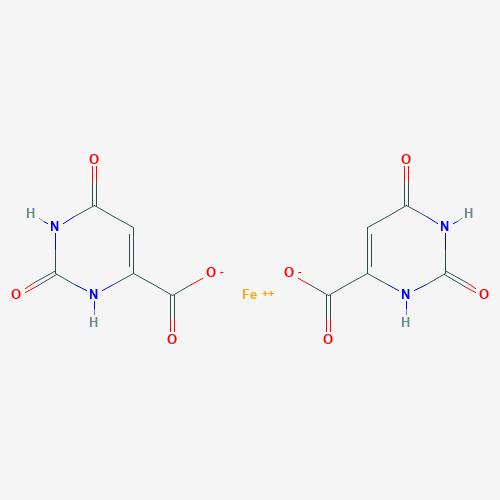 O O
H N N H
O O - O - O
N Fe ++ N
H O O H